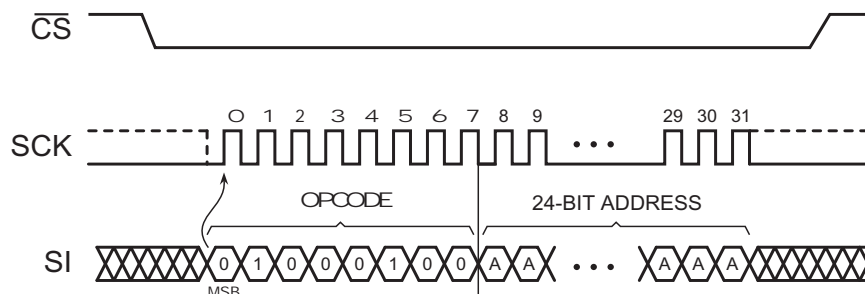 CS
0 1 2 3 4 5 6 7 8 9 29 30 31
SCK
OPCODE 24-BIT ADDRESS
SI 0 1 0 0 0 1 0 0 A A A A A
MSB